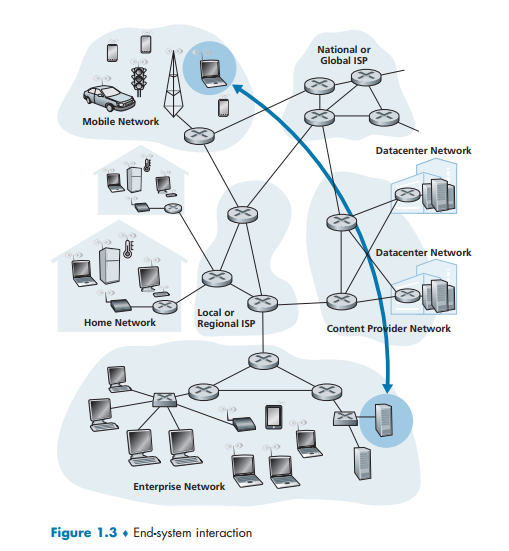 National or
Global ISP
Mobile Network
Datacenter Network
Datacenter Network
Home Network
Local or
Regional ISP
Content Provider Network
Enterprise Network
Figure 1.3 ♦ End-system interaction